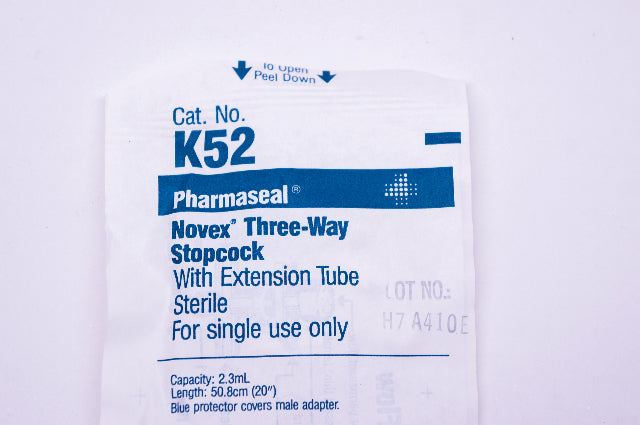 To Open
Peel Down
Cat. No.
K52
Pharmaseal®
Novex™ Three-Way
Stopcock
With Extension Tube
Sterile
For single use only
LOT NO.:
H7A410E
Capacity: 2.3mL
Length: 50.8cm (20")
Blue protector covers male adapter.